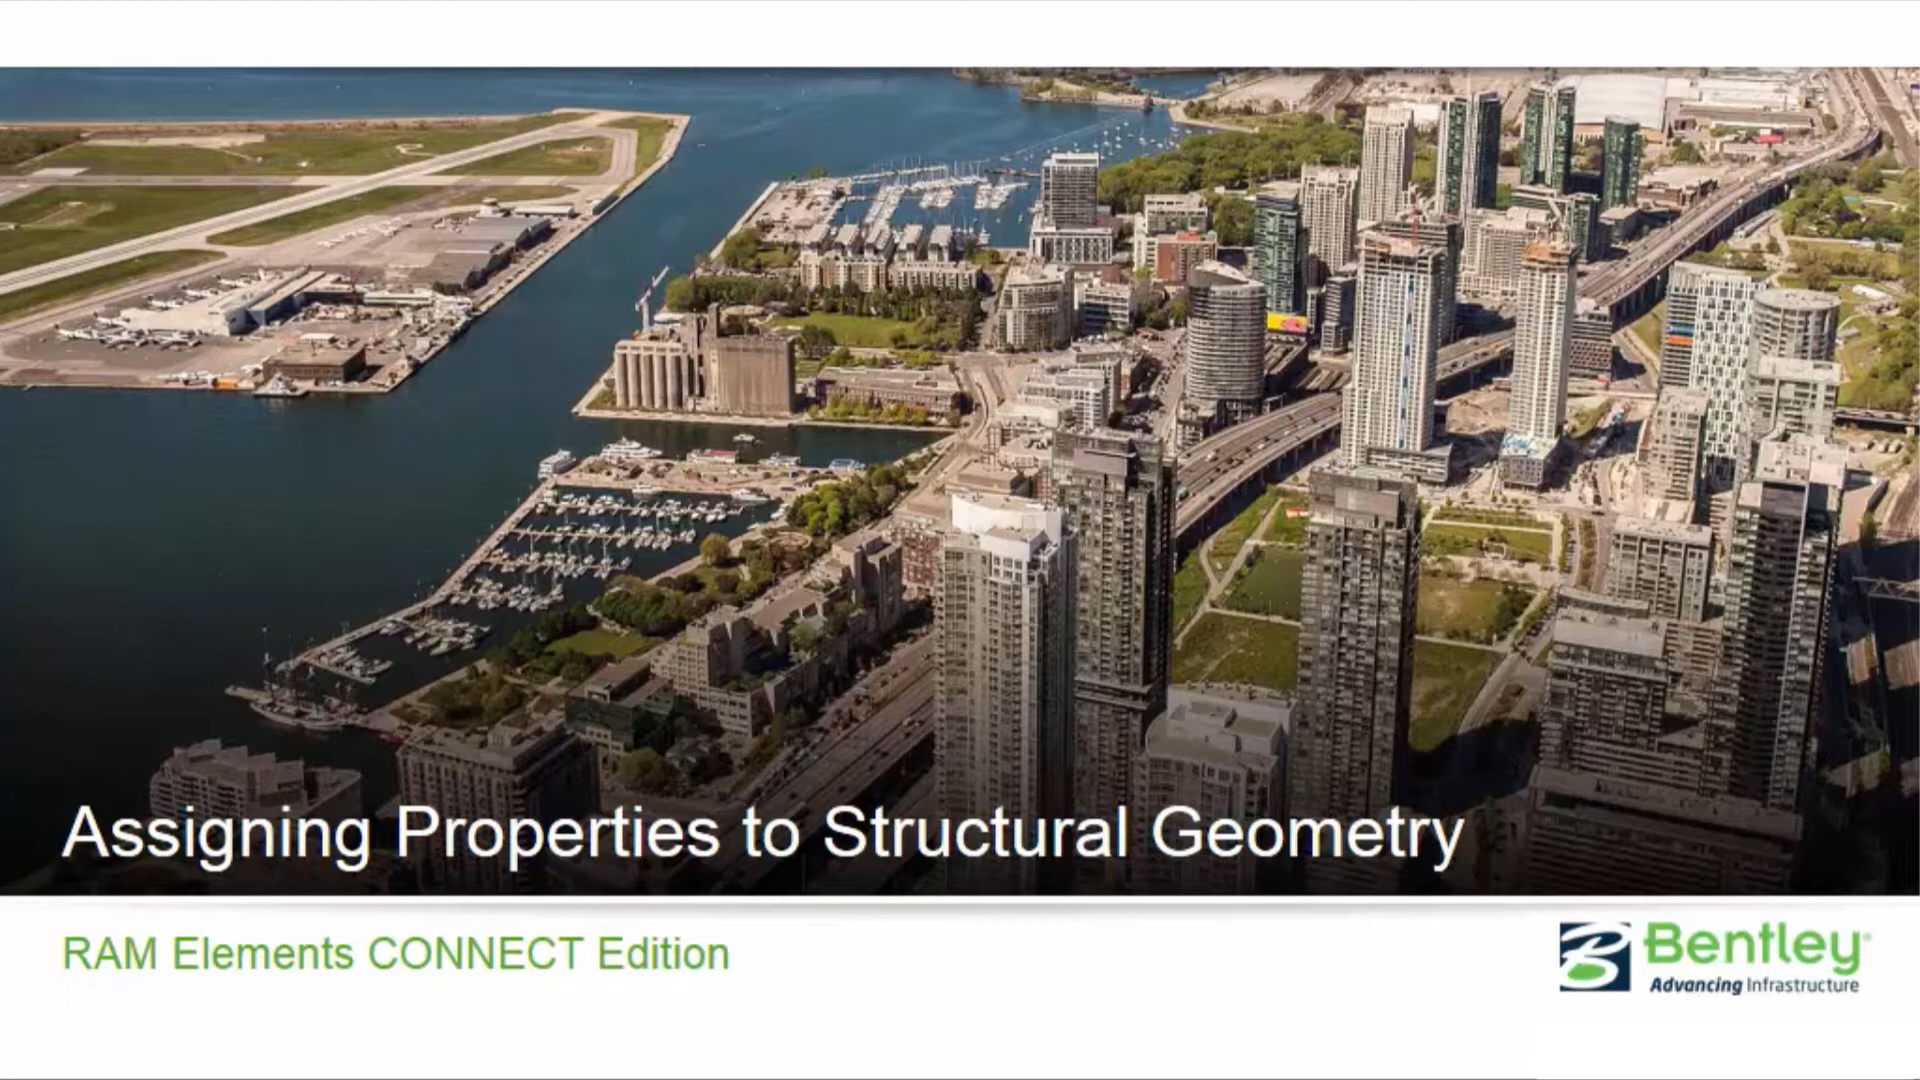 Assigning Properties to Structural Geometry
RAM Elements CONNECT Edition
Bentley®
Advancing Infrastructure